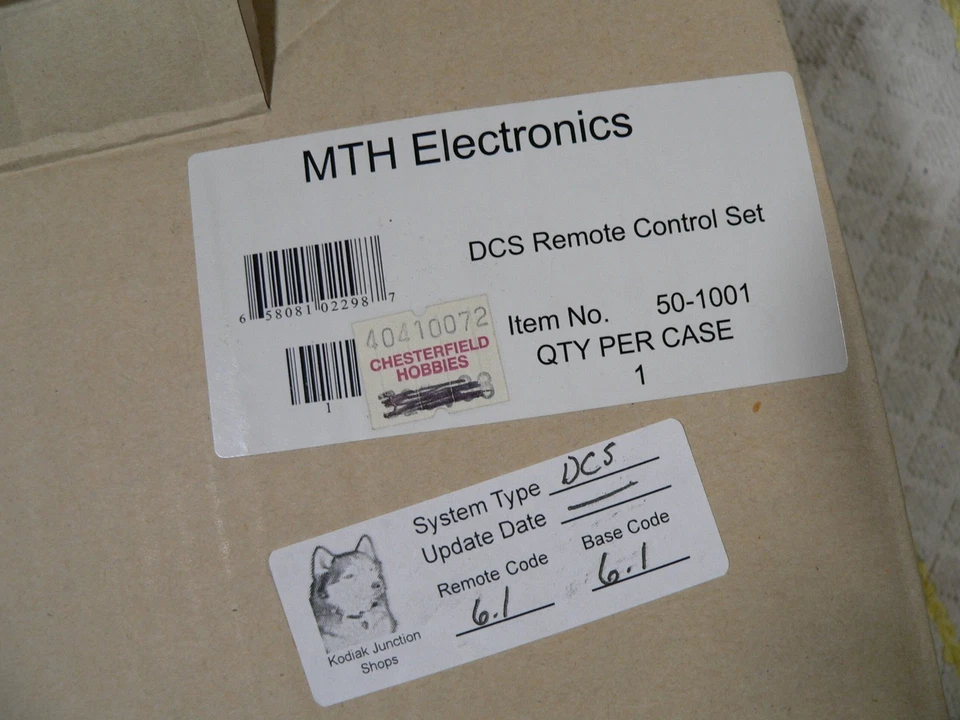 MTH Electronics
DCS Remote Control Set
6 58081 02298 7
Item No. 50-1001
QTY PER CASE
1
1
40410072
CHESTERFIELD
HOBBIES
System Type DCS
Update Date
Remote Code Base Code
6.1 6.1
Kodiak Junction
Shops